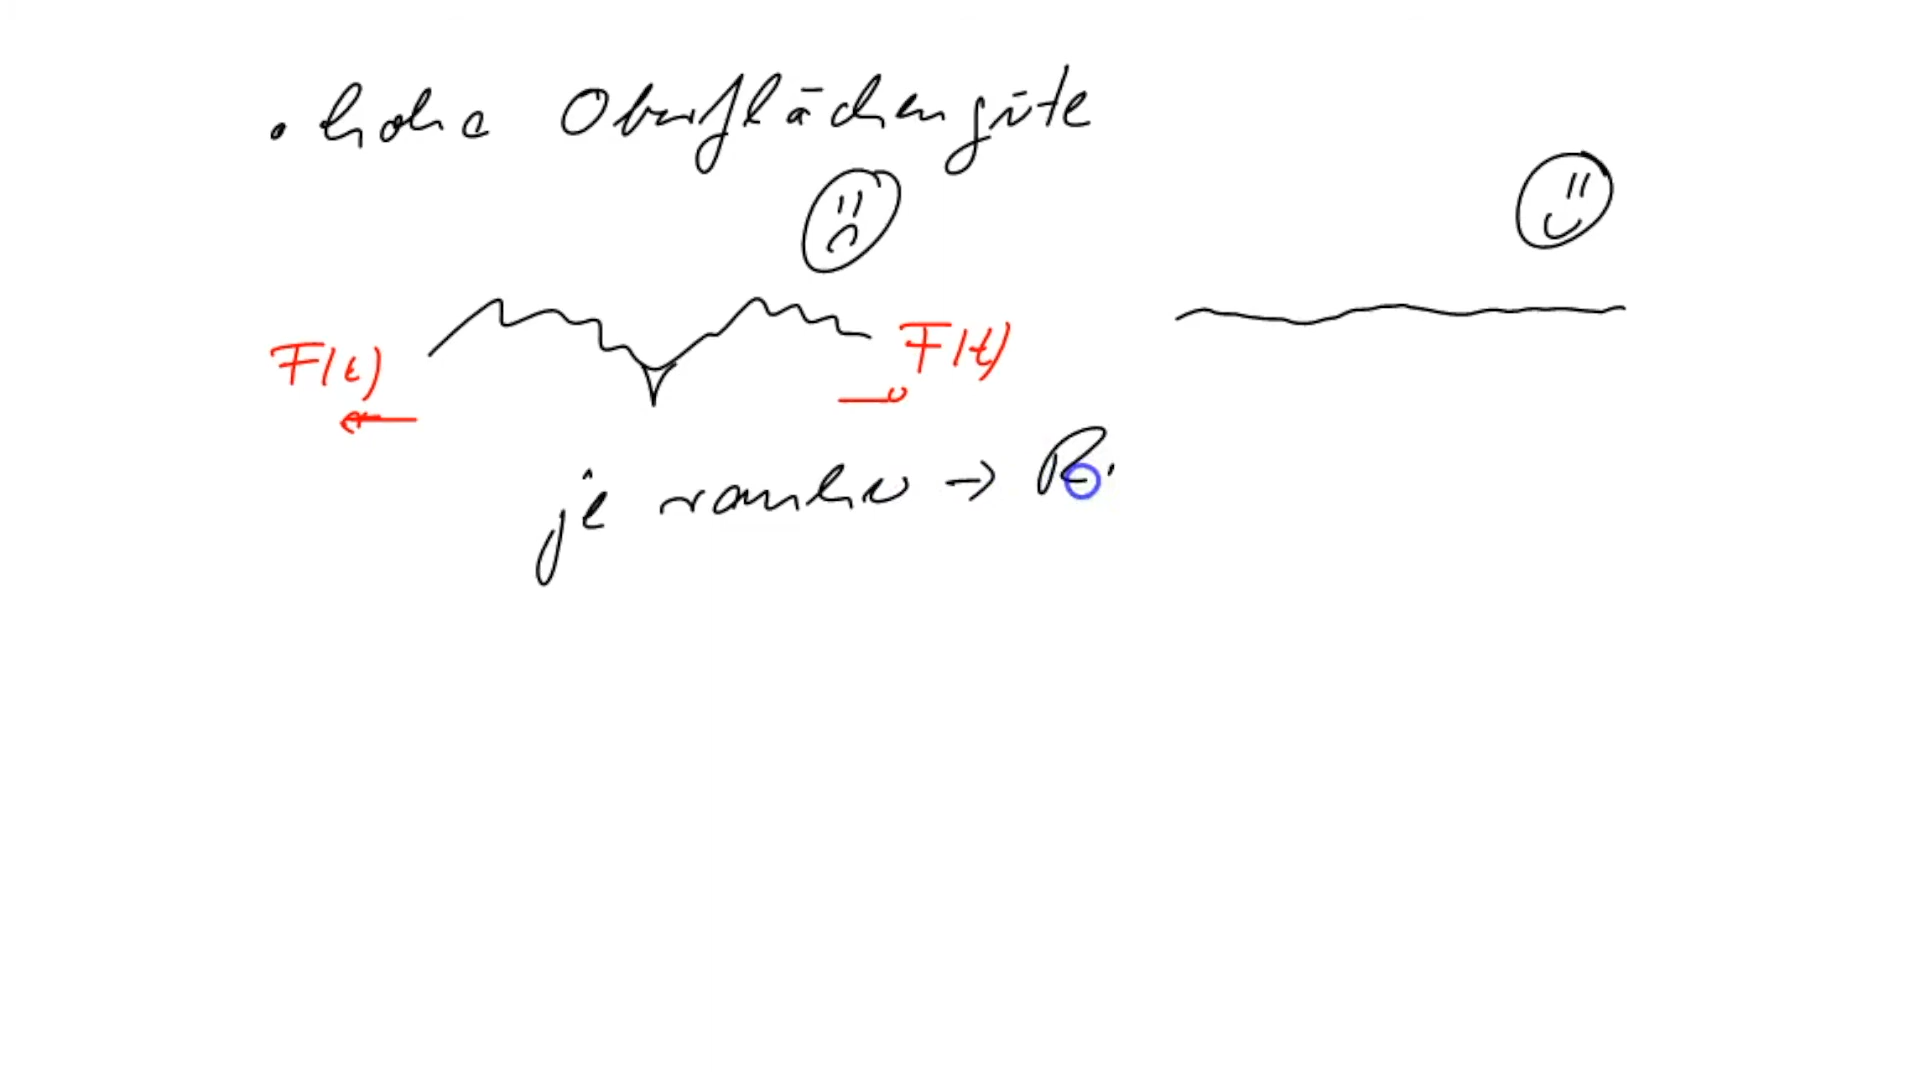 • hohe Oberflächengüte
F(t) F(t)
je rauher → R